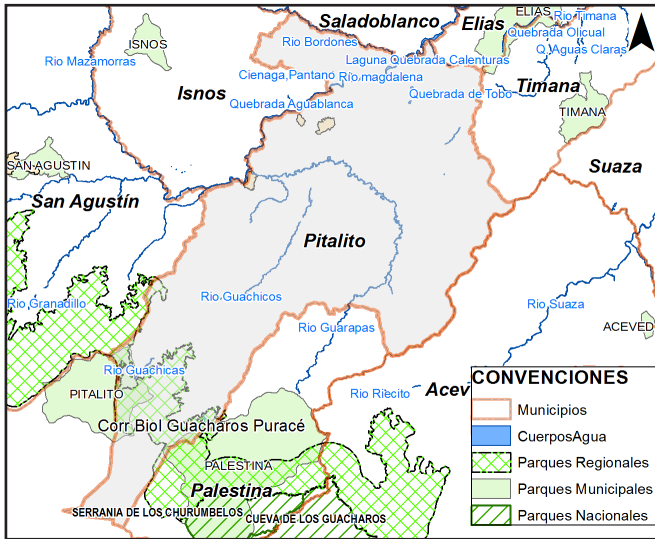 Saladoblanco
Elias
ELIAS
Rio Timana
Quebrada Olicual
Q. Aguas Claras
ISNOS
Rio Bordones
Rio Mazamorras
Laguna Quebrada Calenturas
Cienaga Pantano
Rio magdalena
Isnos
Quebrada Aguablanca
Quebrada de Tobo
Timana
TIMANA
SAN AGUSTIN
Suaza
San Agustín
Pitalito
Rio Granadillo
Rio Guachicos
Rio Suaza
Rio Guarapas
ACEVED
Rio Guachicas
PITALITO
Rio Riecito
Acev
Corr Biol Guacharos Puracé
PALESTINA
Palestina
SERRANIA DE LOS CHURUMBELOS
CUEVA DE LOS GUACHAROS
CONVENCIONES
Municipios
CuerposAgua
Parques Regionales
Parques Municipales
Parques Nacionales